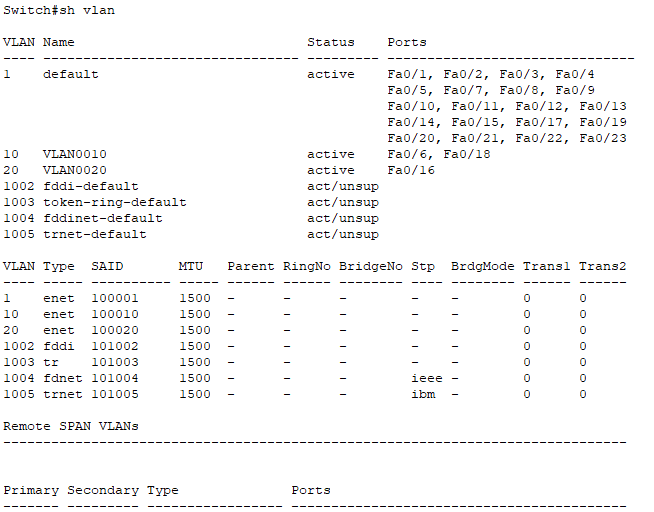 Switch#sh vlan
VLAN Name                             Status    Ports
---- -------------------------------- --------- -------------------------------
1    default                          active    Fa0/1, Fa0/2, Fa0/3, Fa0/4
                                                Fa0/5, Fa0/7, Fa0/8, Fa0/9
                                                Fa0/10, Fa0/11, Fa0/12, Fa0/13
                                                Fa0/14, Fa0/15, Fa0/17, Fa0/19
                                                Fa0/20, Fa0/21, Fa0/22, Fa0/23
10   VLAN0010                         active    Fa0/6, Fa0/18
20   VLAN0020                         active    Fa0/16
1002 fddi-default                     act/unsup
1003 token-ring-default               act/unsup
1004 fddinet-default                  act/unsup
1005 trnet-default                    act/unsup
VLAN Type  SAID       MTU   Parent RingNo BridgeNo Stp  BrdgMode Trans1 Trans2
---- ----- ---------- ----- ------ ------ -------- ---- -------- ------ ------
1    enet  100001     1500  -      -      -        -    -        0      0
10   enet  100010     1500  -      -      -        -    -        0      0
20   enet  100020     1500  -      -      -        -    -        0      0
1002 fddi  101002     1500  -      -      -        -    -        0      0
1003 tr    101003     1500  -      -      -        -    -        0      0
1004 fdnet 101004     1500  -      -      -        ieee -        0      0
1005 trnet 101005     1500  -      -      -        ibm  -        0      0
Remote SPAN VLANs
------------------------------------------------------------------------------
Primary Secondary Type              Ports
------- --------- ----------------- ------------------------------------------